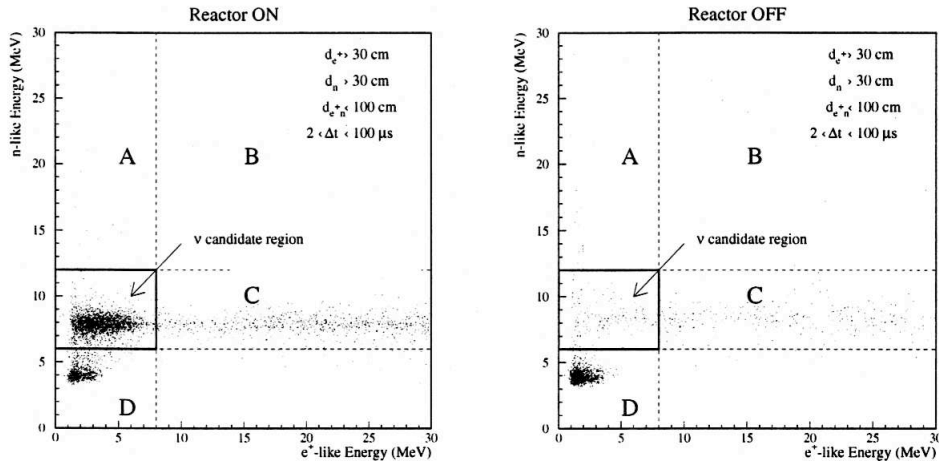 Reactor ON
n-like Energy (MeV)
30
25
20
15
10
5
0
d_e+ > 30 cm
d_n > 30 cm
d_e+n < 100 cm
2 < Δt < 100 µs
A
B
ν candidate region
C
D
0
5
10
15
20
25
30
e⁺-like Energy (MeV)
Reactor OFF
n-like Energy (MeV)
30
25
20
15
10
5
0
d_e+ > 30 cm
d_n > 30 cm
d_e+n < 100 cm
2 < Δt < 100 µs
A
B
ν candidate region
C
D
0
5
10
15
20
25
30
e⁺-like Energy (MeV)